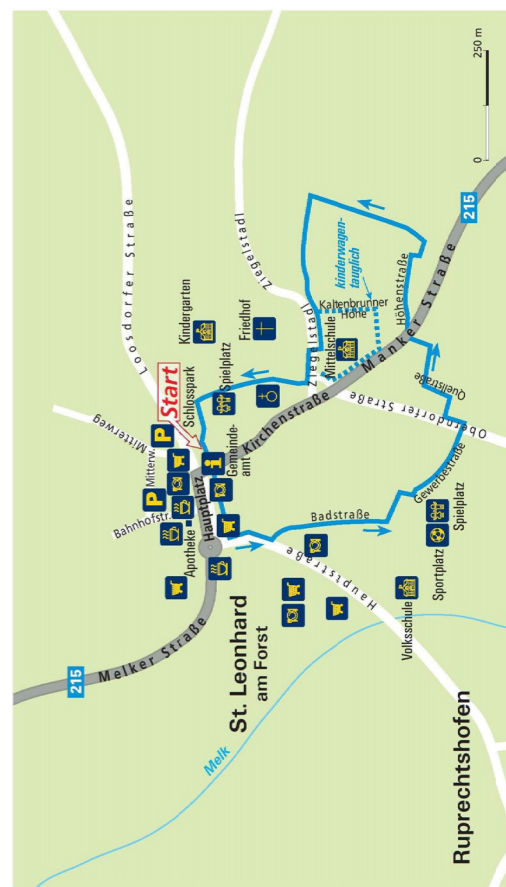 215
Melker Straße
Melk
Ruprechtshofen
St. Leonhard
am Forst
Bahnhofstr.
Apotheke
Hauptplatz
P
Mitterw.
P
Mitterweg
Start
Schlosspark
Loosdorfer Straße
Kindergarten
Spielplatz
Friedhof
Ziegelstadl
i
Gemeinde-
amt
Kirchenstraße
Ziegelstadl
Mittelschule
kinderwagen-
tauglich
Kaltenbrunner
Höhe
Manker Straße
Höhenstraße
215
Hauptstraße
Badstraße
Oberndorfer Straße
Quellstraße
Gewerbestraße
Volksschule
Sportplatz
Spielplatz
0
250 m